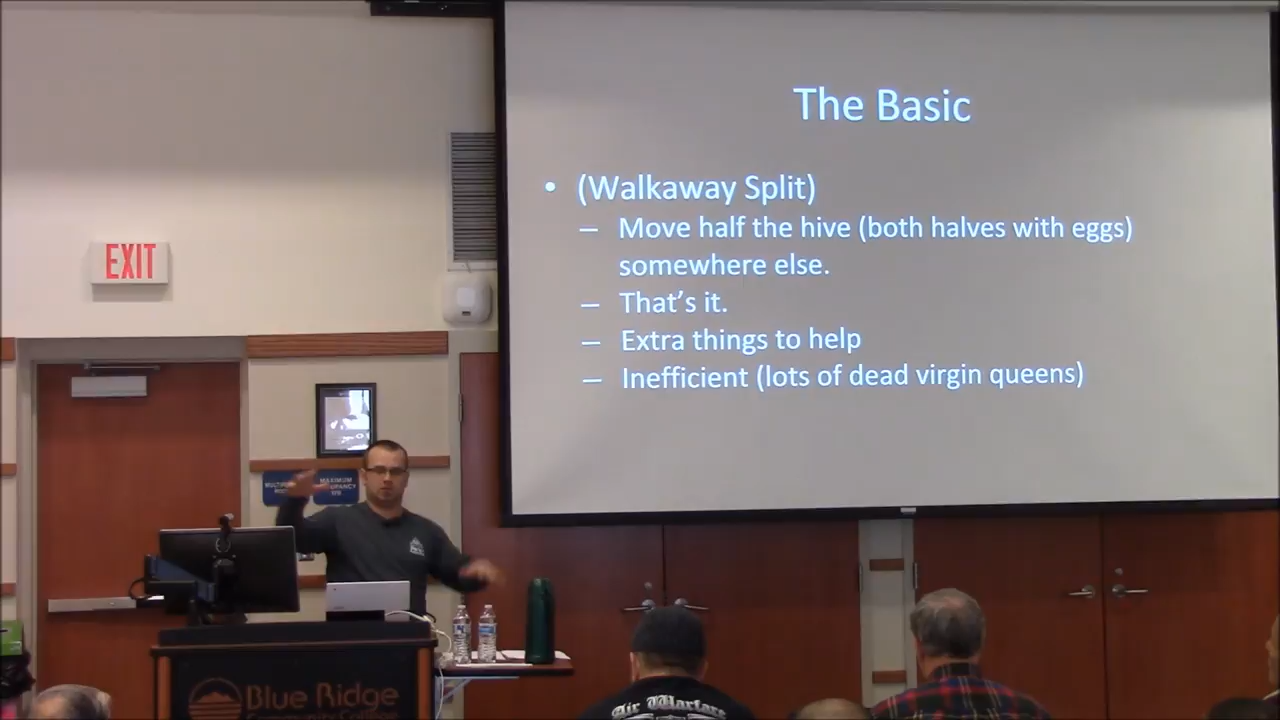 The Basic
• (Walkaway Split)
– Move half the hive (both halves with eggs)
somewhere else.
– That's it.
– Extra things to help
– Inefficient (lots of dead virgin queens)
EXIT
MAXIMUM
Blue Ridge
Air Warfare